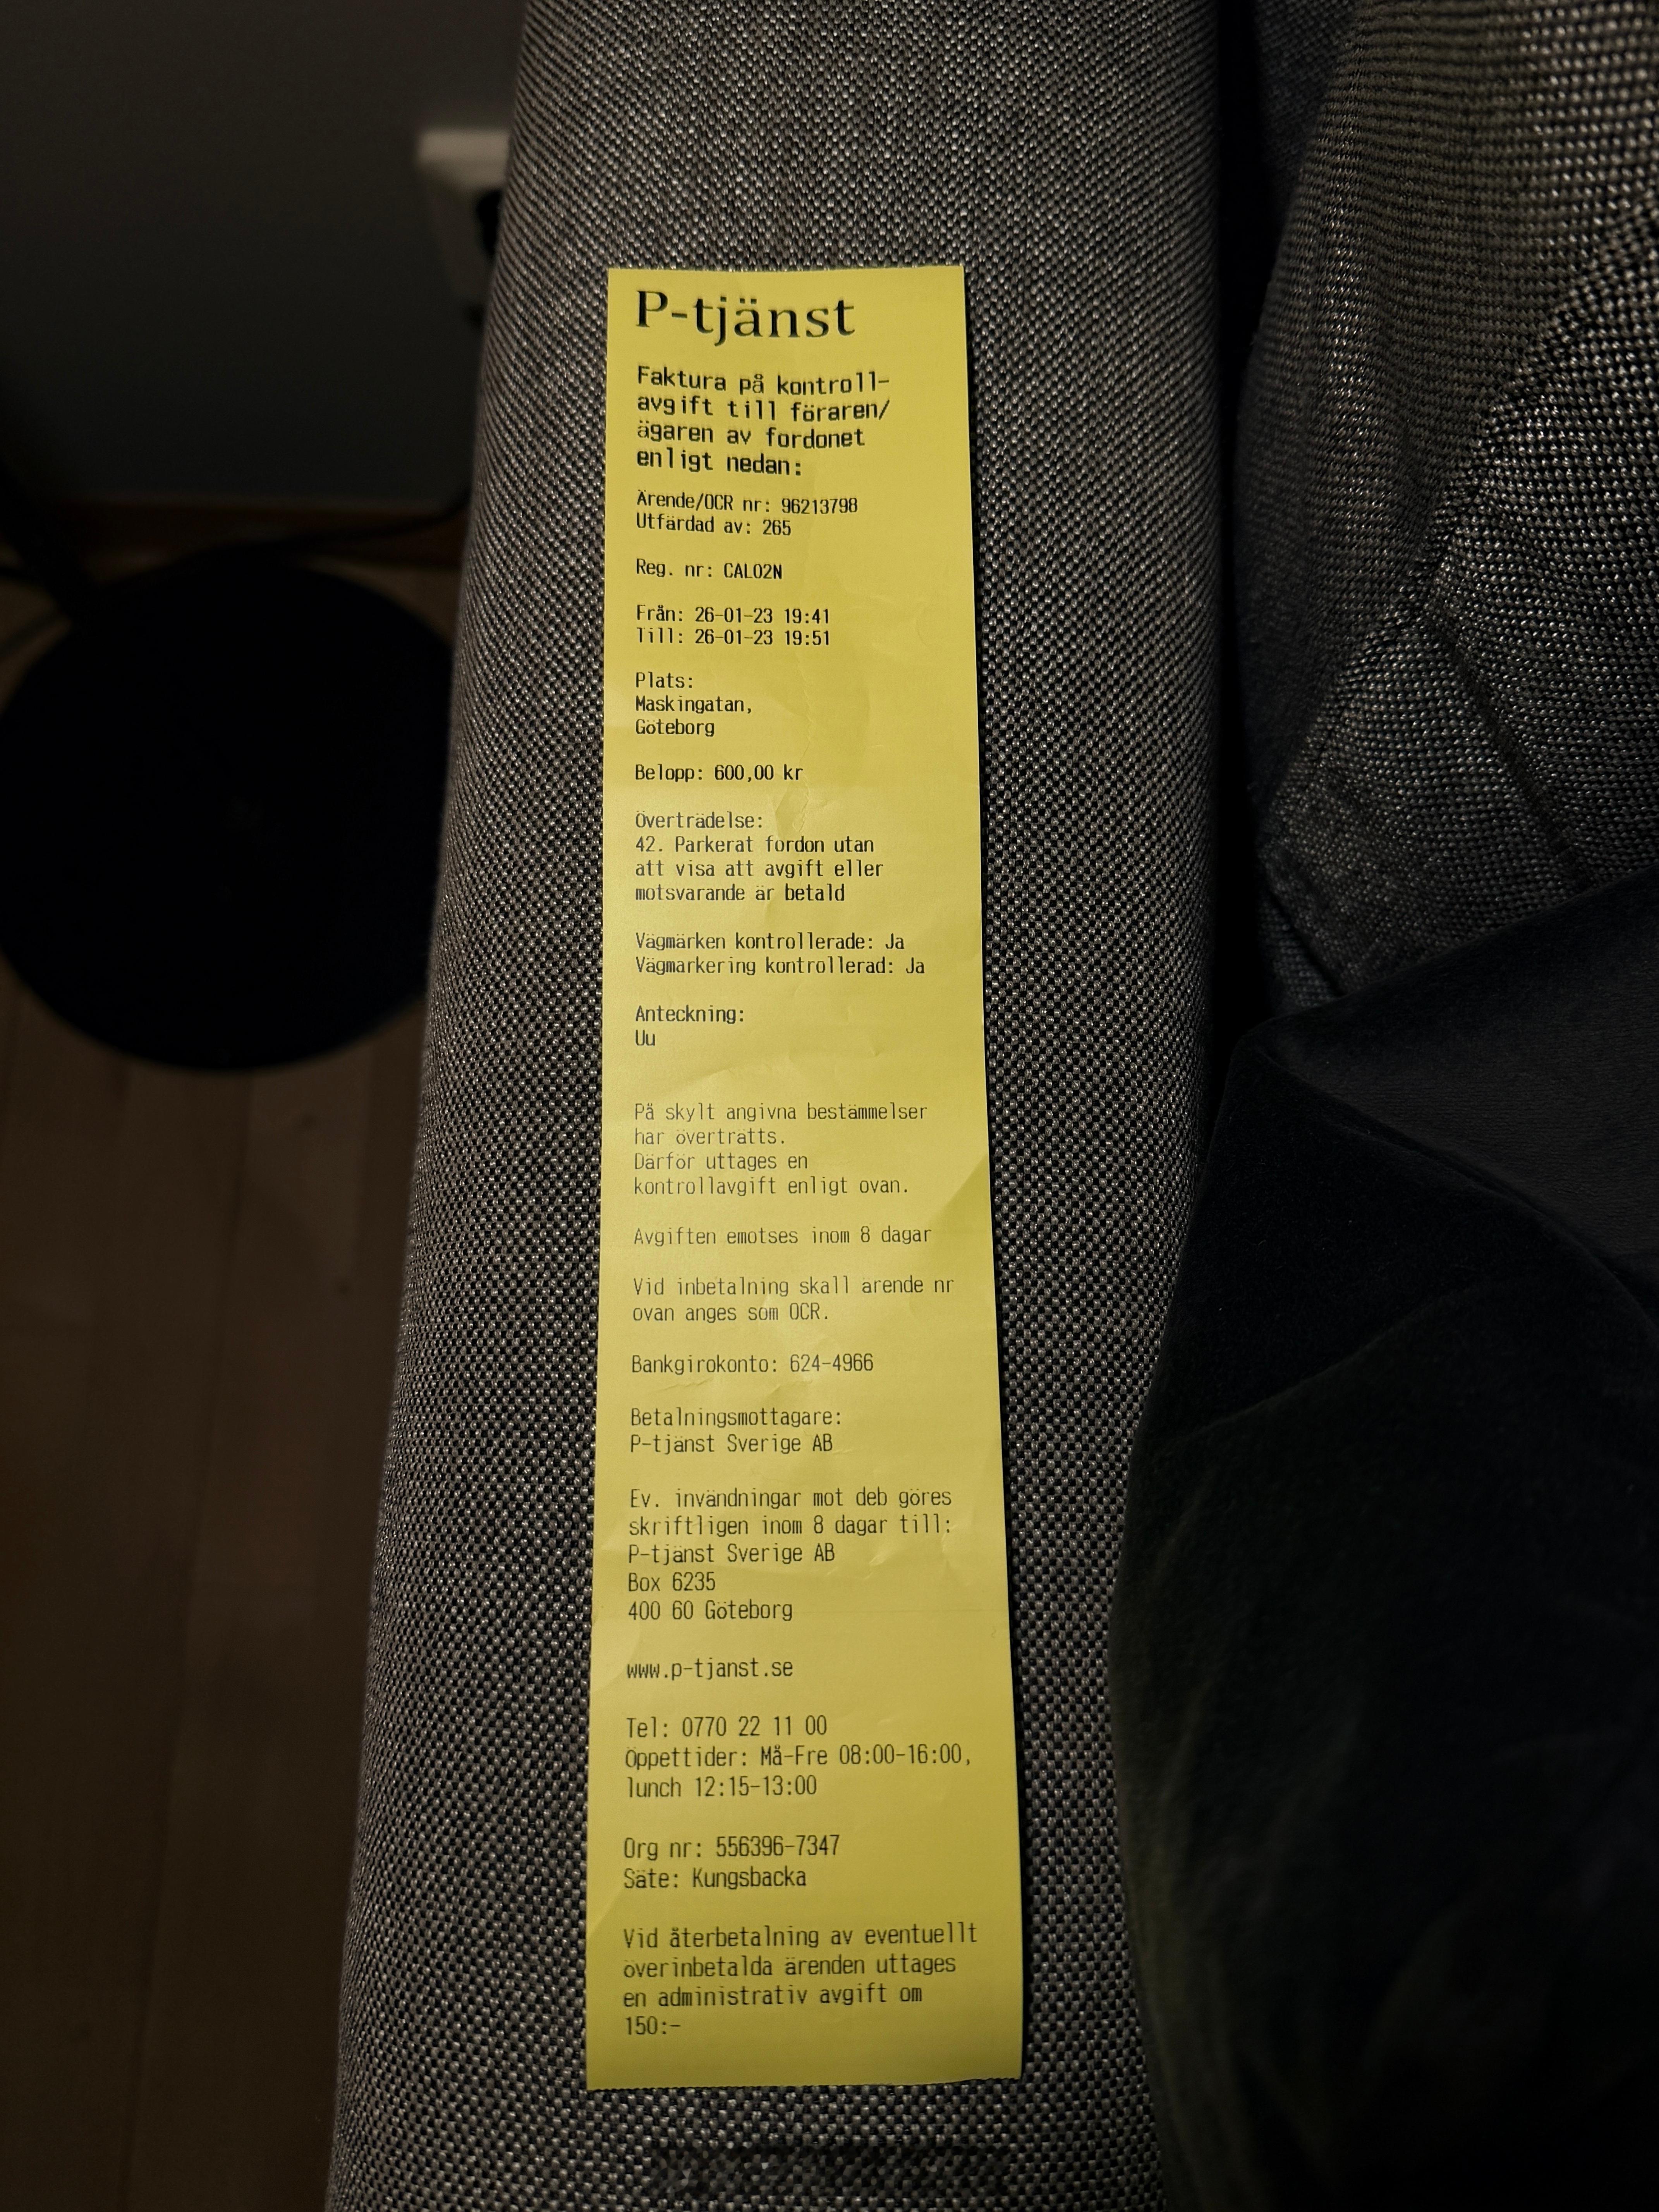 P-tjänst
Faktura på kontroll-
avgift till föraren/
ägaren av fordonet
enligt nedan:
Ärende/OCR nr: 96213798
Utfärdad av: 265
Reg. nr: CAL02N
Från: 26-01-23 19:41
Till: 26-01-23 19:51
Plats:
Maskingatan,
Göteborg
Belopp: 600,00 kr
Överträdelse:
42. Parkerat fordon utan
att visa att avgift eller
motsvarande är betald
Vägmärken kontrollerade: Ja
Vägmarkering kontrollerad: Ja
Anteckning:
Uu
På skylt angivna bestämmelser
har överträtts.
Därför uttages en
kontrollavgift enligt ovan.
Avgiften emotses inom 8 dagar
Vid inbetalning skall ärende nr
ovan anges som OCR.
Bankgirokonto: 624-4966
Betalningsmottagare:
P-tjänst Sverige AB
Ev. invändningar mot deb göres
skriftligen inom 8 dagar till:
P-tjänst Sverige AB
Box 6235
400 60 Göteborg
www.p-tjanst.se
Tel: 0770 22 11 00
Öppettider: Må-Fre 08:00-16:00,
lunch 12:15-13:00
Org nr: 556396-7347
Säte: Kungsbacka
Vid återbetalning av eventuellt
överinbetalda ärenden uttages
en administrativ avgift om
150:-